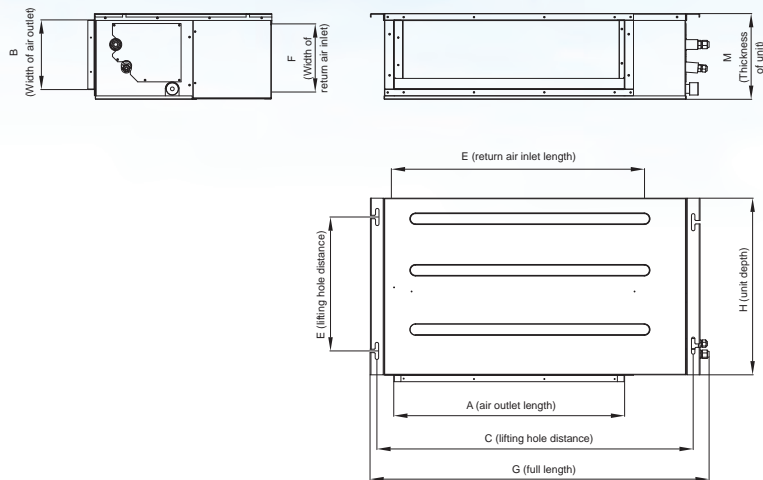 B
(Width of air outlet)
F
(Width of
return air inlet)
M
(Thickness
of unit)
E (return air inlet length)
E (lifting hole distance)
H (unit depth)
A (air outlet length)
C (lifting hole distance)
G (full length)